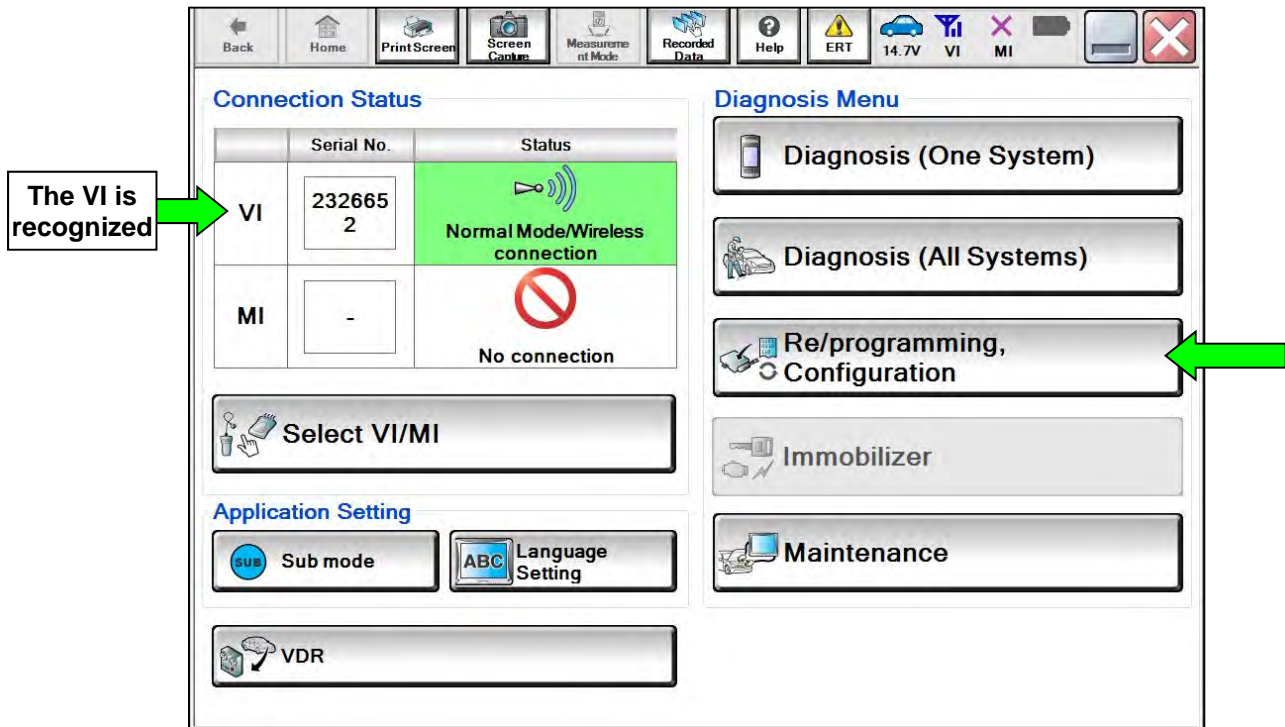 Back
Home
Print Screen
Screen
Capture
Measureme
nt Mode
Recorded
Data
Help
ERT
14.7V
VI
MI
Connection Status
Serial No.
Status
The VI is
recognized
VI
232665
2
Normal Mode/Wireless
connection
MI
-
No connection
Select VI/MI
Application Setting
SUB
Sub mode
ABC
Language
Setting
VDR
Diagnosis Menu
Diagnosis (One System)
Diagnosis (All Systems)
Re/programming,
Configuration
Immobilizer
Maintenance